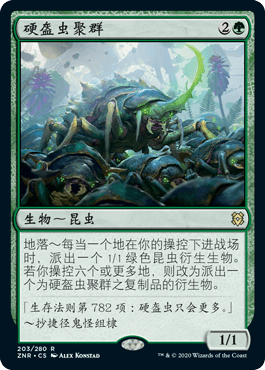 硬盔虫聚群 2
生物～昆虫
地落～每当一个地在你的操控下进战场
时，派出一个 1/1 绿色昆虫衍生生物。
若你操控六个或更多地，则改为派出一
个为硬盔虫聚群之复制品的衍生物。
「生存法则第 782 项：硬盔虫只会更多。」
～抄捷径鬼怪组棣
1/1
203/280 R
ZNR • CS ALEX KONSTAD
™ & © 2020 Wizards of the Coast